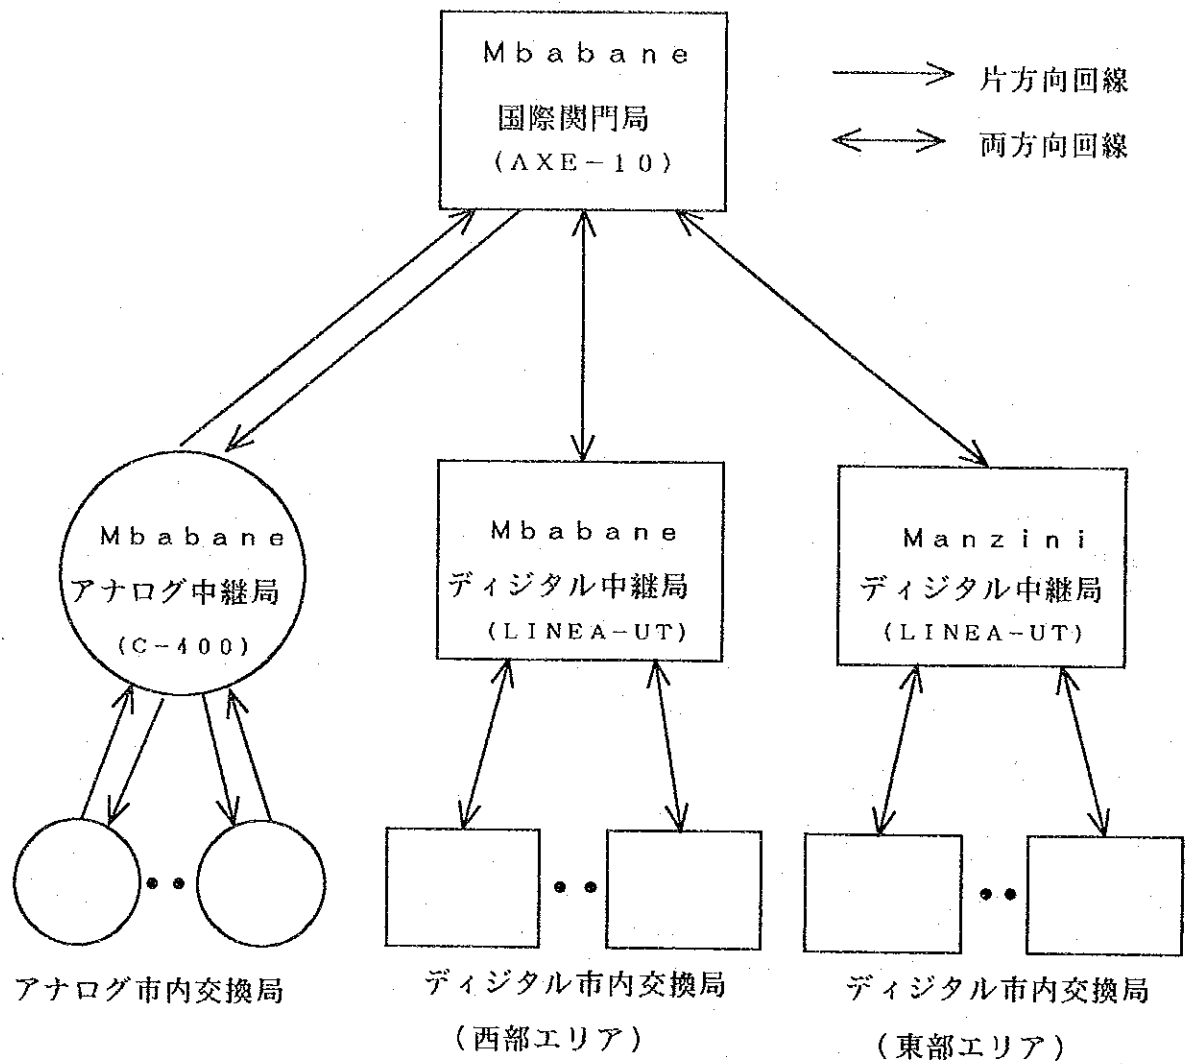 Mbabane
国際関門局
(AXE-10)
片方向回線
両方向回線
Mbabane
アナログ中継局
(C-400)
Mbabane
ディジタル中継局
(LINEA-UT)
Manzini
ディジタル中継局
(LINEA-UT)
アナログ市内交換局
ディジタル市内交換局
(西部エリア)
ディジタル市内交換局
(東部エリア)